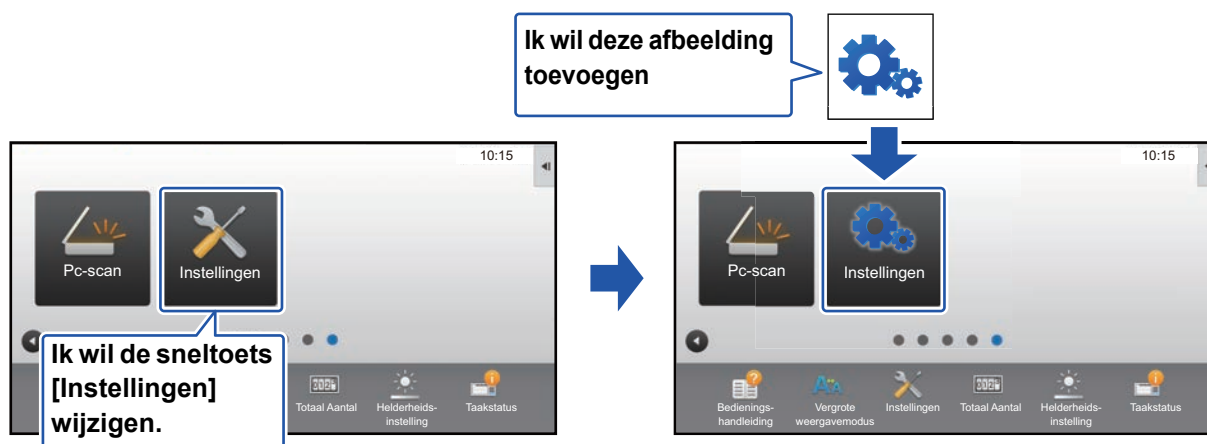 Ik wil deze afbeelding
toevoegen
10:15
Pc-scan
Instellingen
Ik wil de sneltoets
[Instellingen]
wijzigen.
Totaal Aantal
Helderheids-
instelling
Taakstatus
10:15
Pc-scan
Instellingen
Bedienings-
handleiding
Vergrote
weergavemodus
Instellingen
Totaal Aantal
Helderheids-
instelling
Taakstatus